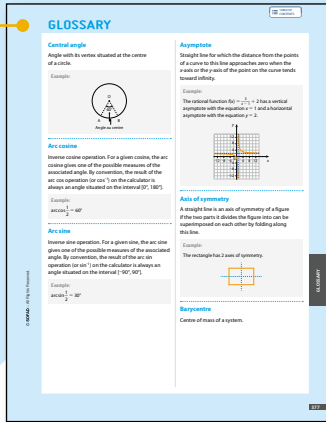 GLOSSARY
Central angle
Angle with its vertex situated at the centre
of a circle.
Example:
O
60°
A B
Angle au centre
Arc cosine
Inverse cosine operation. For a given cosine, the arc
cosine gives one of the possible measures of the
associated angle. By convention, the result of the
arc cos operation (or cos⁻¹) on the calculator is
always an angle situated on the interval [0°, 180°].
Example:
arccos 1/2 = 60°
Arc sine
Inverse sine operation. For a given sine, the arc sine
gives one of the possible measures of the associated
angle. By convention, the result of the arc sin
operation (or sin⁻¹) on the calculator is always an
angle situated on the interval [−90°, 90°].
Example:
arcsin 1/2 = 30°
Asymptote
Straight line for which the distance from the points
of a curve to this line approaches zero when the
x-axis or the y-axis of the point on the curve tends
toward infinity.
Example:
The rational function f(x) = 3/(x − 1) + 2 has a vertical
asymptote with the equation x = 1 and a horizontal
asymptote with the equation y = 2.
y
x
Axis of symmetry
A straight line is an axis of symmetry of a figure
if the two parts it divides the figure into can be
superimposed on each other by folding along
this line.
Example:
The rectangle has 2 axes of symmetry.
Barycentre
Centre of mass of a system.
© SOFAD - All Rights Reserved.
GLOSSARY
377